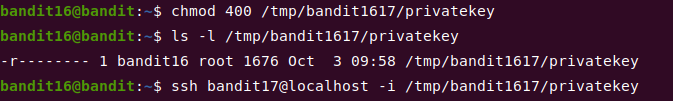 bandit16@bandit:~$ chmod 400 /tmp/bandit1617/privatekey
bandit16@bandit:~$ ls -l /tmp/bandit1617/privatekey
-r-------- 1 bandit16 root 1676 Oct  3 09:58 /tmp/bandit1617/privatekey
bandit16@bandit:~$ ssh bandit17@localhost -i /tmp/bandit1617/privatekey